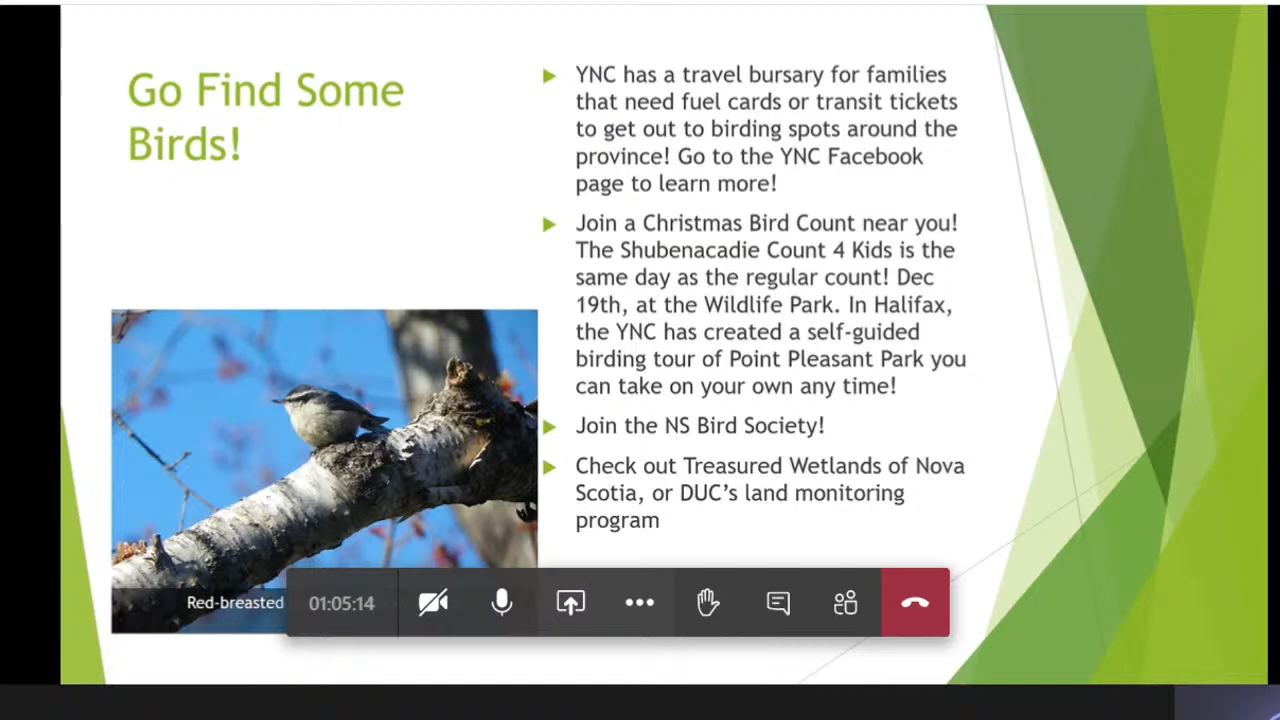 Go Find Some
Birds!
YNC has a travel bursary for families
that need fuel cards or transit tickets
to get out to birding spots around the
province! Go to the YNC Facebook
page to learn more!
Join a Christmas Bird Count near you!
The Shubenacadie Count 4 Kids is the
same day as the regular count! Dec
19th, at the Wildlife Park. In Halifax,
the YNC has created a self-guided
birding tour of Point Pleasant Park you
can take on your own any time!
Join the NS Bird Society!
Check out Treasured Wetlands of Nova
Scotia, or DUC’s land monitoring
program
Red-breasted
01:05:14